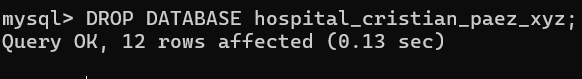 mysql> DROP DATABASE hospital_cristian_paez_xyz;
Query OK, 12 rows affected (0.13 sec)